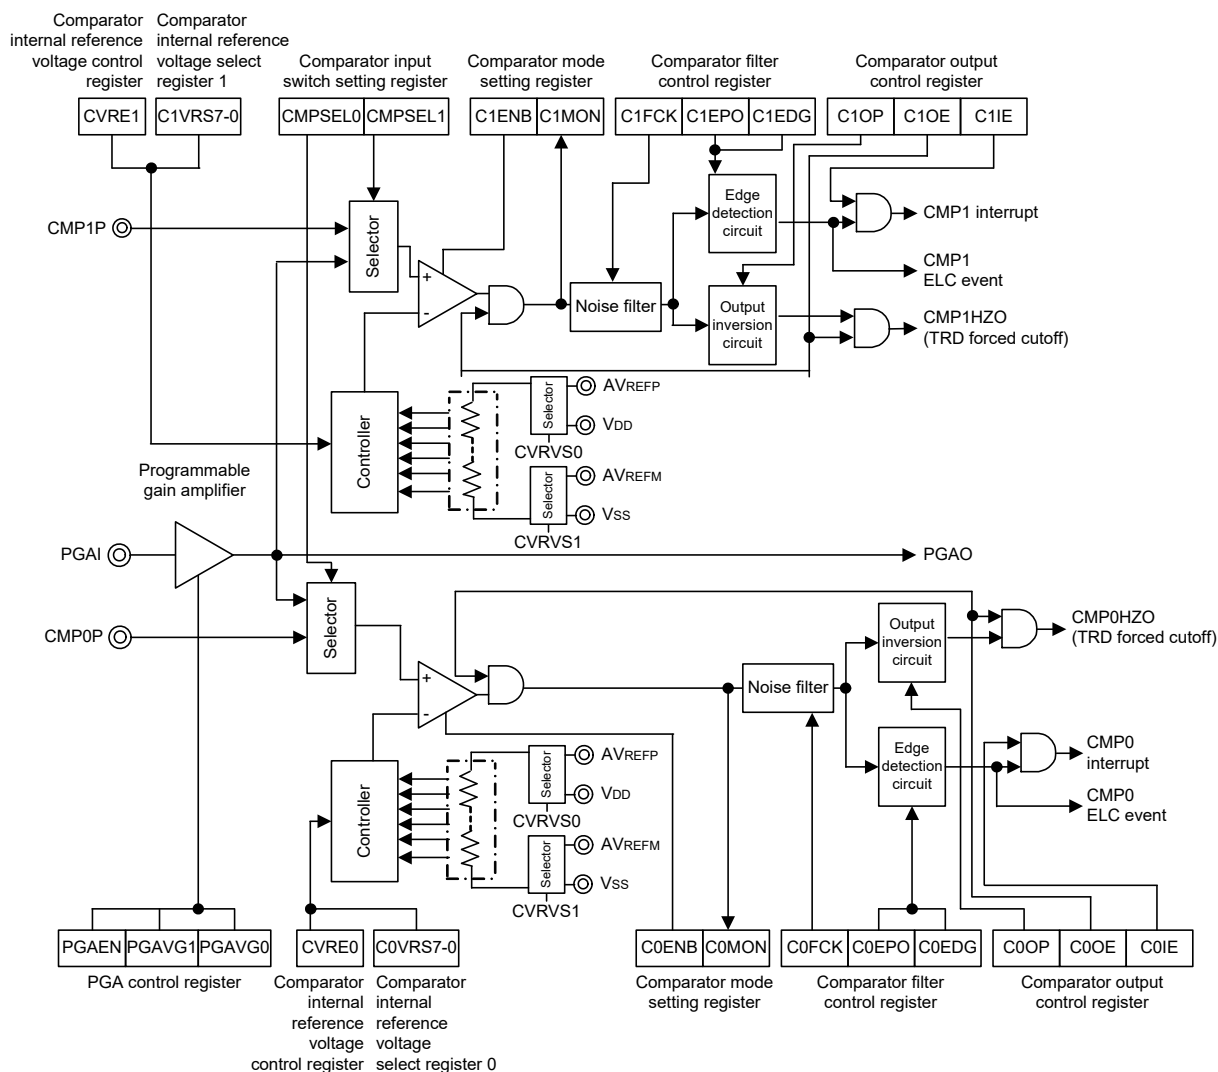 Comparator
internal reference
voltage control
register
Comparator
internal reference
voltage select
register 1
Comparator input
switch setting register
Comparator mode
setting register
Comparator filter
control register
Comparator output
control register
CVRE1
C1VRS7-0
CMPSEL0
CMPSEL1
C1ENB
C1MON
C1FCK
C1EPO
C1EDG
C1OP
C1OE
C1IE
CMP1P
Selector
Edge
detection
circuit
CMP1 interrupt
CMP1
ELC event
+
-
Noise filter
Output
inversion
circuit
CMP1HZO
(TRD forced cutoff)
Controller
Selector
AVREFP
VDD
CVRVS0
Selector
AVREFM
VSS
CVRVS1
Programmable
gain amplifier
PGAI
PGAO
CMP0P
Selector
Output
inversion
circuit
CMP0HZO
(TRD forced cutoff)
+
-
Noise filter
Edge
detection
circuit
CMP0
interrupt
CMP0
ELC event
Controller
Selector
AVREFP
VDD
CVRVS0
Selector
AVREFM
VSS
CVRVS1
PGAEN
PGAVG1
PGAVG0
PGA control register
CVRE0
C0VRS7-0
Comparator
internal
reference
voltage
control register
Comparator
internal
reference
voltage
select register 0
C0ENB
C0MON
Comparator mode
setting register
C0FCK
C0EPO
C0EDG
Comparator filter
control register
C0OP
C0OE
C0IE
Comparator output
control register